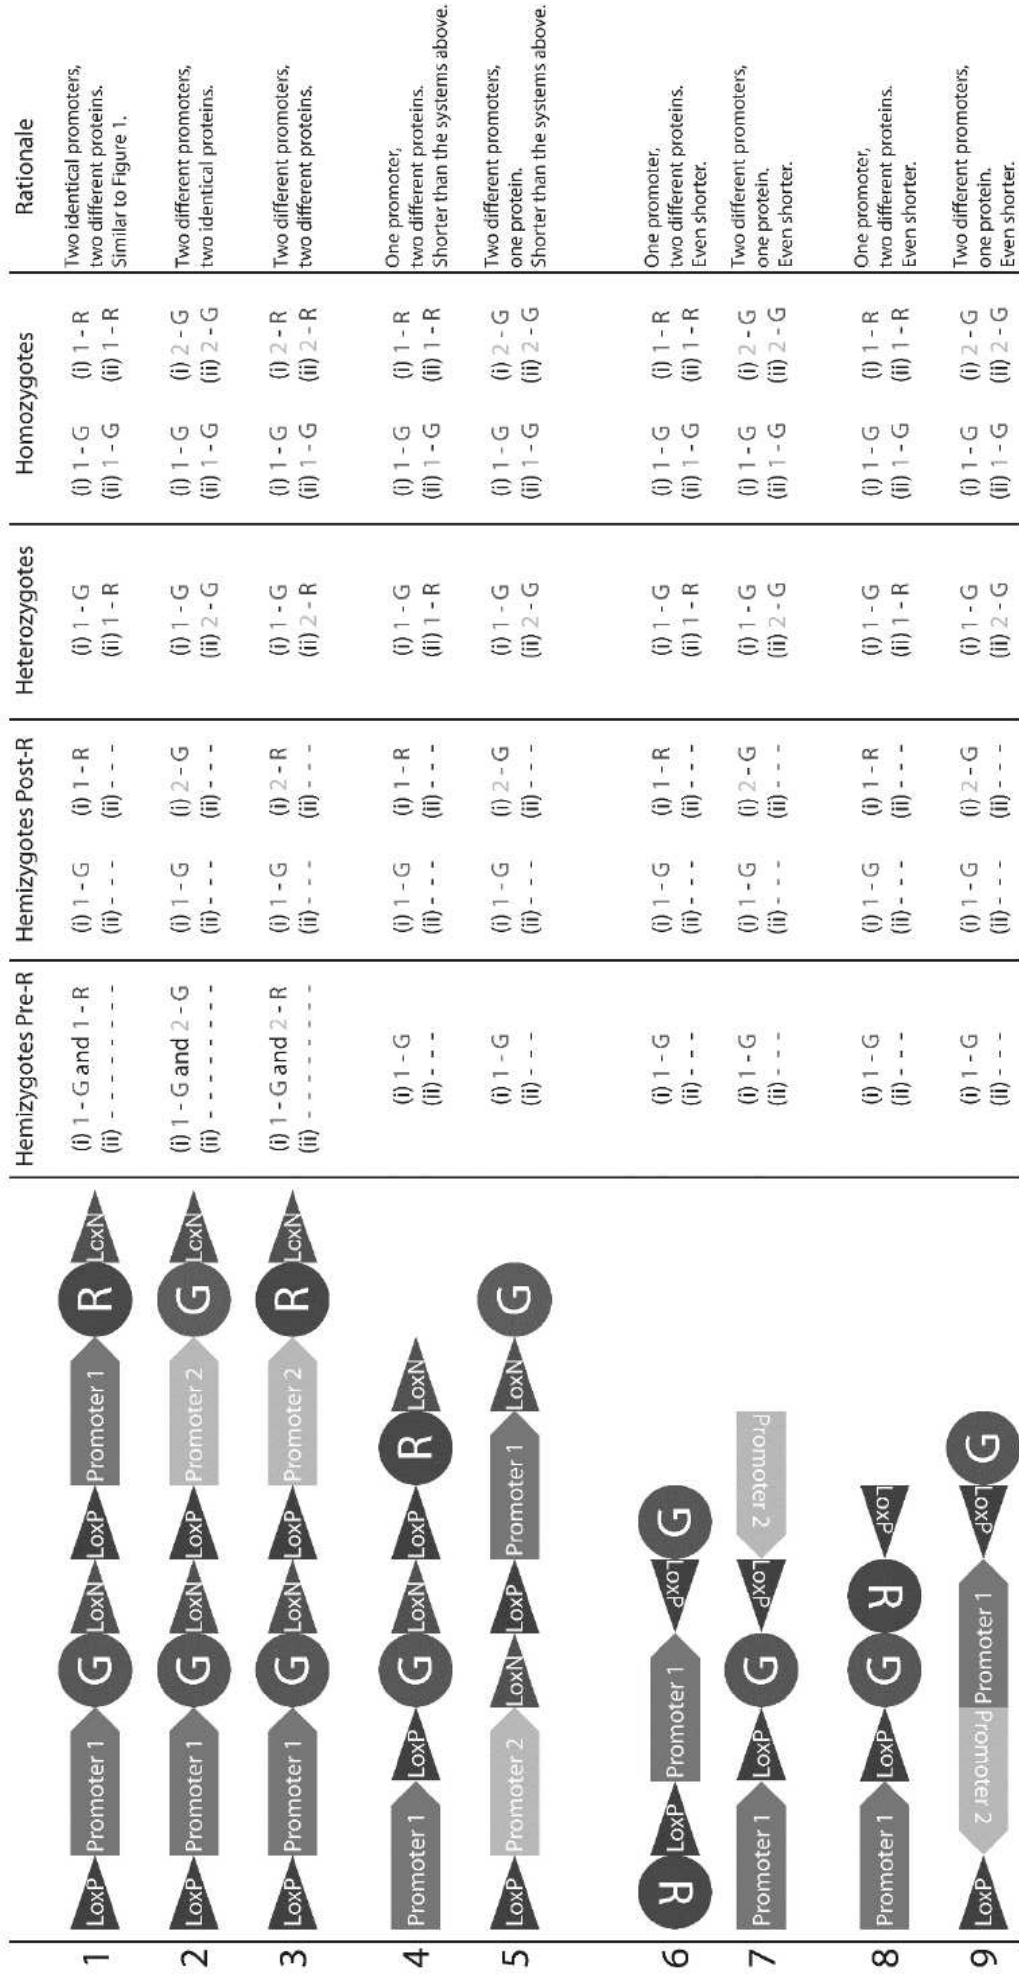 Hemizygotes Pre-R Hemizygotes Post-R Heterozygotes Homozygotes Rationale
1 LoxP Promoter 1 G LoxN LoxP Promoter 1 R LoxN
(i) 1 - G and 1 - R (i) 1 - G (i) 1 - R (i) 1 - G (i) 1 - G (i) 1 - R
(ii) - - - - - - - - - (ii) - - - (ii) - - - (ii) 1 - R (ii) 1 - G (ii) 1 - R
Two identical promoters,
two different proteins.
Similar to Figure 1.
2 LoxP Promoter 1 G LoxN LoxP Promoter 2 G LoxN
(i) 1 - G and 2 - G (i) 1 - G (i) 2 - G (i) 1 - G (i) 1 - G (i) 2 - G
(ii) - - - - - - - - - (ii) - - - (ii) - - - (ii) 2 - G (ii) 1 - G (ii) 2 - G
Two different promoters,
two identical proteins.
3 LoxP Promoter 1 G LoxN LoxP Promoter 2 R LoxN
(i) 1 - G and 2 - R (i) 1 - G (i) 2 - R (i) 1 - G (i) 1 - G (i) 2 - R
(ii) - - - - - - - - - (ii) - - - (ii) - - - (ii) 2 - R (ii) 1 - G (ii) 2 - R
Two different promoters,
two different proteins.
4 Promoter 1 LoxP G LoxN LoxP R LoxN
(i) 1 - G (i) 1 - G (i) 1 - R (i) 1 - G (i) 1 - G (i) 1 - R
(ii) - - - (ii) - - - (ii) - - - (ii) 1 - R (ii) 1 - G (ii) 1 - R
One promoter,
two different proteins.
Shorter than the systems above.
5 LoxP Promoter 2 LoxN LoxP Promoter 1 LoxN G
(i) 1 - G (i) 1 - G (i) 2 - G (i) 1 - G (i) 1 - G (i) 2 - G
(ii) - - - (ii) - - - (ii) - - - (ii) 2 - G (ii) 1 - G (ii) 2 - G
Two different promoters,
one protein.
Shorter than the systems above.
6 R LoxP Promoter 1 LoxP G
(i) 1 - G (i) 1 - G (i) 1 - R (i) 1 - G (i) 1 - G (i) 1 - R
(ii) - - - (ii) - - - (ii) - - - (ii) 1 - R (ii) 1 - G (ii) 1 - R
One promoter,
two different proteins.
Even shorter.
7 Promoter 1 LoxP G LoxP Promoter 2
(i) 1 - G (i) 1 - G (i) 2 - G (i) 1 - G (i) 1 - G (i) 2 - G
(ii) - - - (ii) - - - (ii) - - - (ii) 2 - G (ii) 1 - G (ii) 2 - G
Two different promoters,
one protein.
Even shorter.
8 Promoter 1 LoxP G R LoxP
(i) 1 - G (i) 1 - G (i) 1 - R (i) 1 - G (i) 1 - G (i) 1 - R
(ii) - - - (ii) - - - (ii) - - - (ii) 1 - R (ii) 1 - G (ii) 1 - R
One promoter,
two different proteins.
Even shorter.
9 LoxP Promoter 2 Promoter 1 LoxP G
(i) 1 - G (i) 1 - G (i) 2 - G (i) 1 - G (i) 1 - G (i) 2 - G
(ii) - - - (ii) - - - (ii) - - - (ii) 2 - G (ii) 1 - G (ii) 2 - G
Two different promoters,
one protein.
Even shorter.